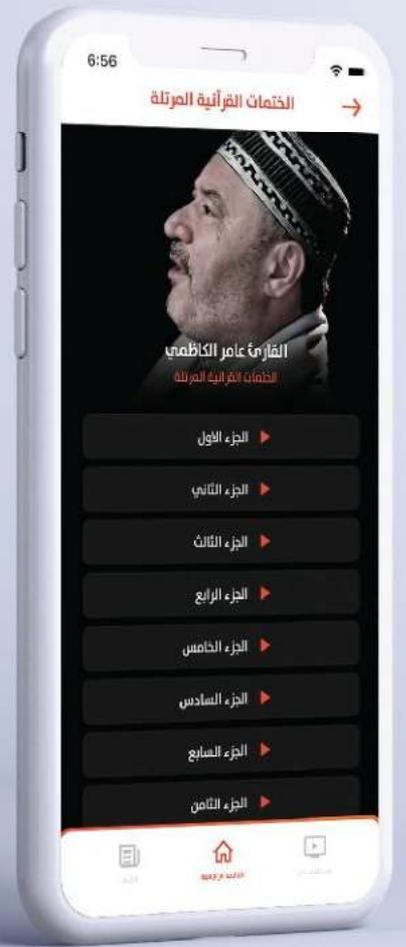 6:56
الختمات القرآنية المرتلة
القارئ عامر الكاظمي
الختمات القرآنية المرتلة
الجزء الاول
الجزء الثاني
الجزء الثالث
الجزء الرابع
الجزء الخامس
الجزء السادس
الجزء السابع
الجزء الثامن